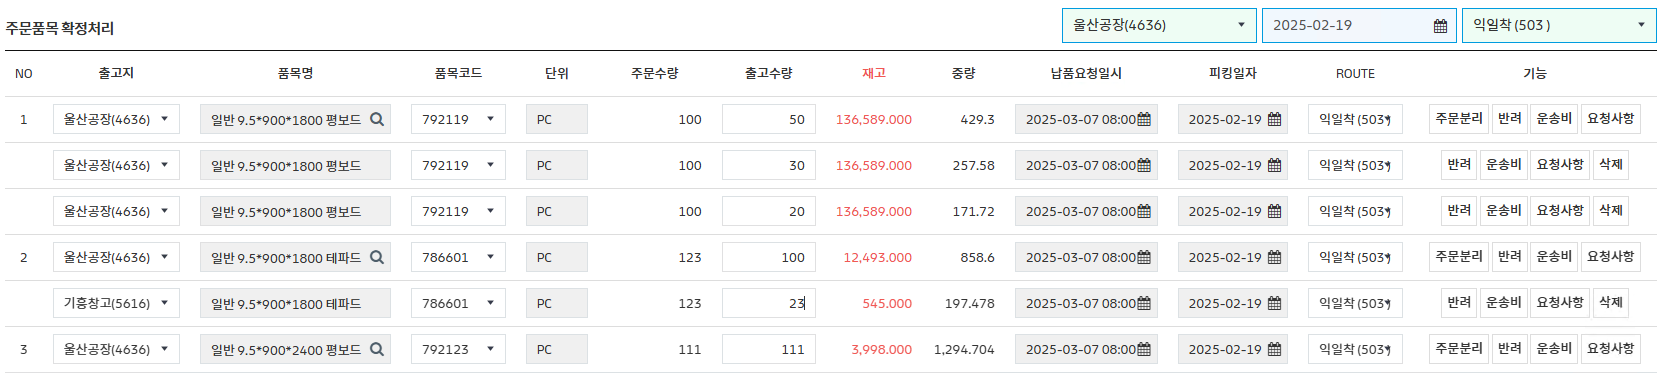 주문품목 확정처리
울산공장(4636) 2025-02-19 익일착 (503 )
NO 출고지 품목명 품목코드 단위 주문수량 출고수량 재고 중량 납품요청일시 피킹일자 ROUTE 기능
1 울산공장(4636) 일반 9.5*900*1800 평보드 792119 PC 100 50 136,589.000 429.3 2025-03-07 08:00 2025-02-19 익일착 (503 ) 주문분리 반려 운송비 요청사항
울산공장(4636) 일반 9.5*900*1800 평보드 792119 PC 100 30 136,589.000 257.58 2025-03-07 08:00 2025-02-19 익일착 (503 ) 반려 운송비 요청사항 삭제
울산공장(4636) 일반 9.5*900*1800 평보드 792119 PC 100 20 136,589.000 171.72 2025-03-07 08:00 2025-02-19 익일착 (503 ) 반려 운송비 요청사항 삭제
2 울산공장(4636) 일반 9.5*900*1800 테파드 786601 PC 123 100 12,493.000 858.6 2025-03-07 08:00 2025-02-19 익일착 (503 ) 주문분리 반려 운송비 요청사항
기흥창고(5616) 일반 9.5*900*1800 테파드 786601 PC 123 23 545.000 197.478 2025-03-07 08:00 2025-02-19 익일착 (503 ) 반려 운송비 요청사항 삭제
3 울산공장(4636) 일반 9.5*900*2400 평보드 792123 PC 111 111 3,998.000 1,294.704 2025-03-07 08:00 2025-02-19 익일착 (503 ) 주문분리 반려 운송비 요청사항